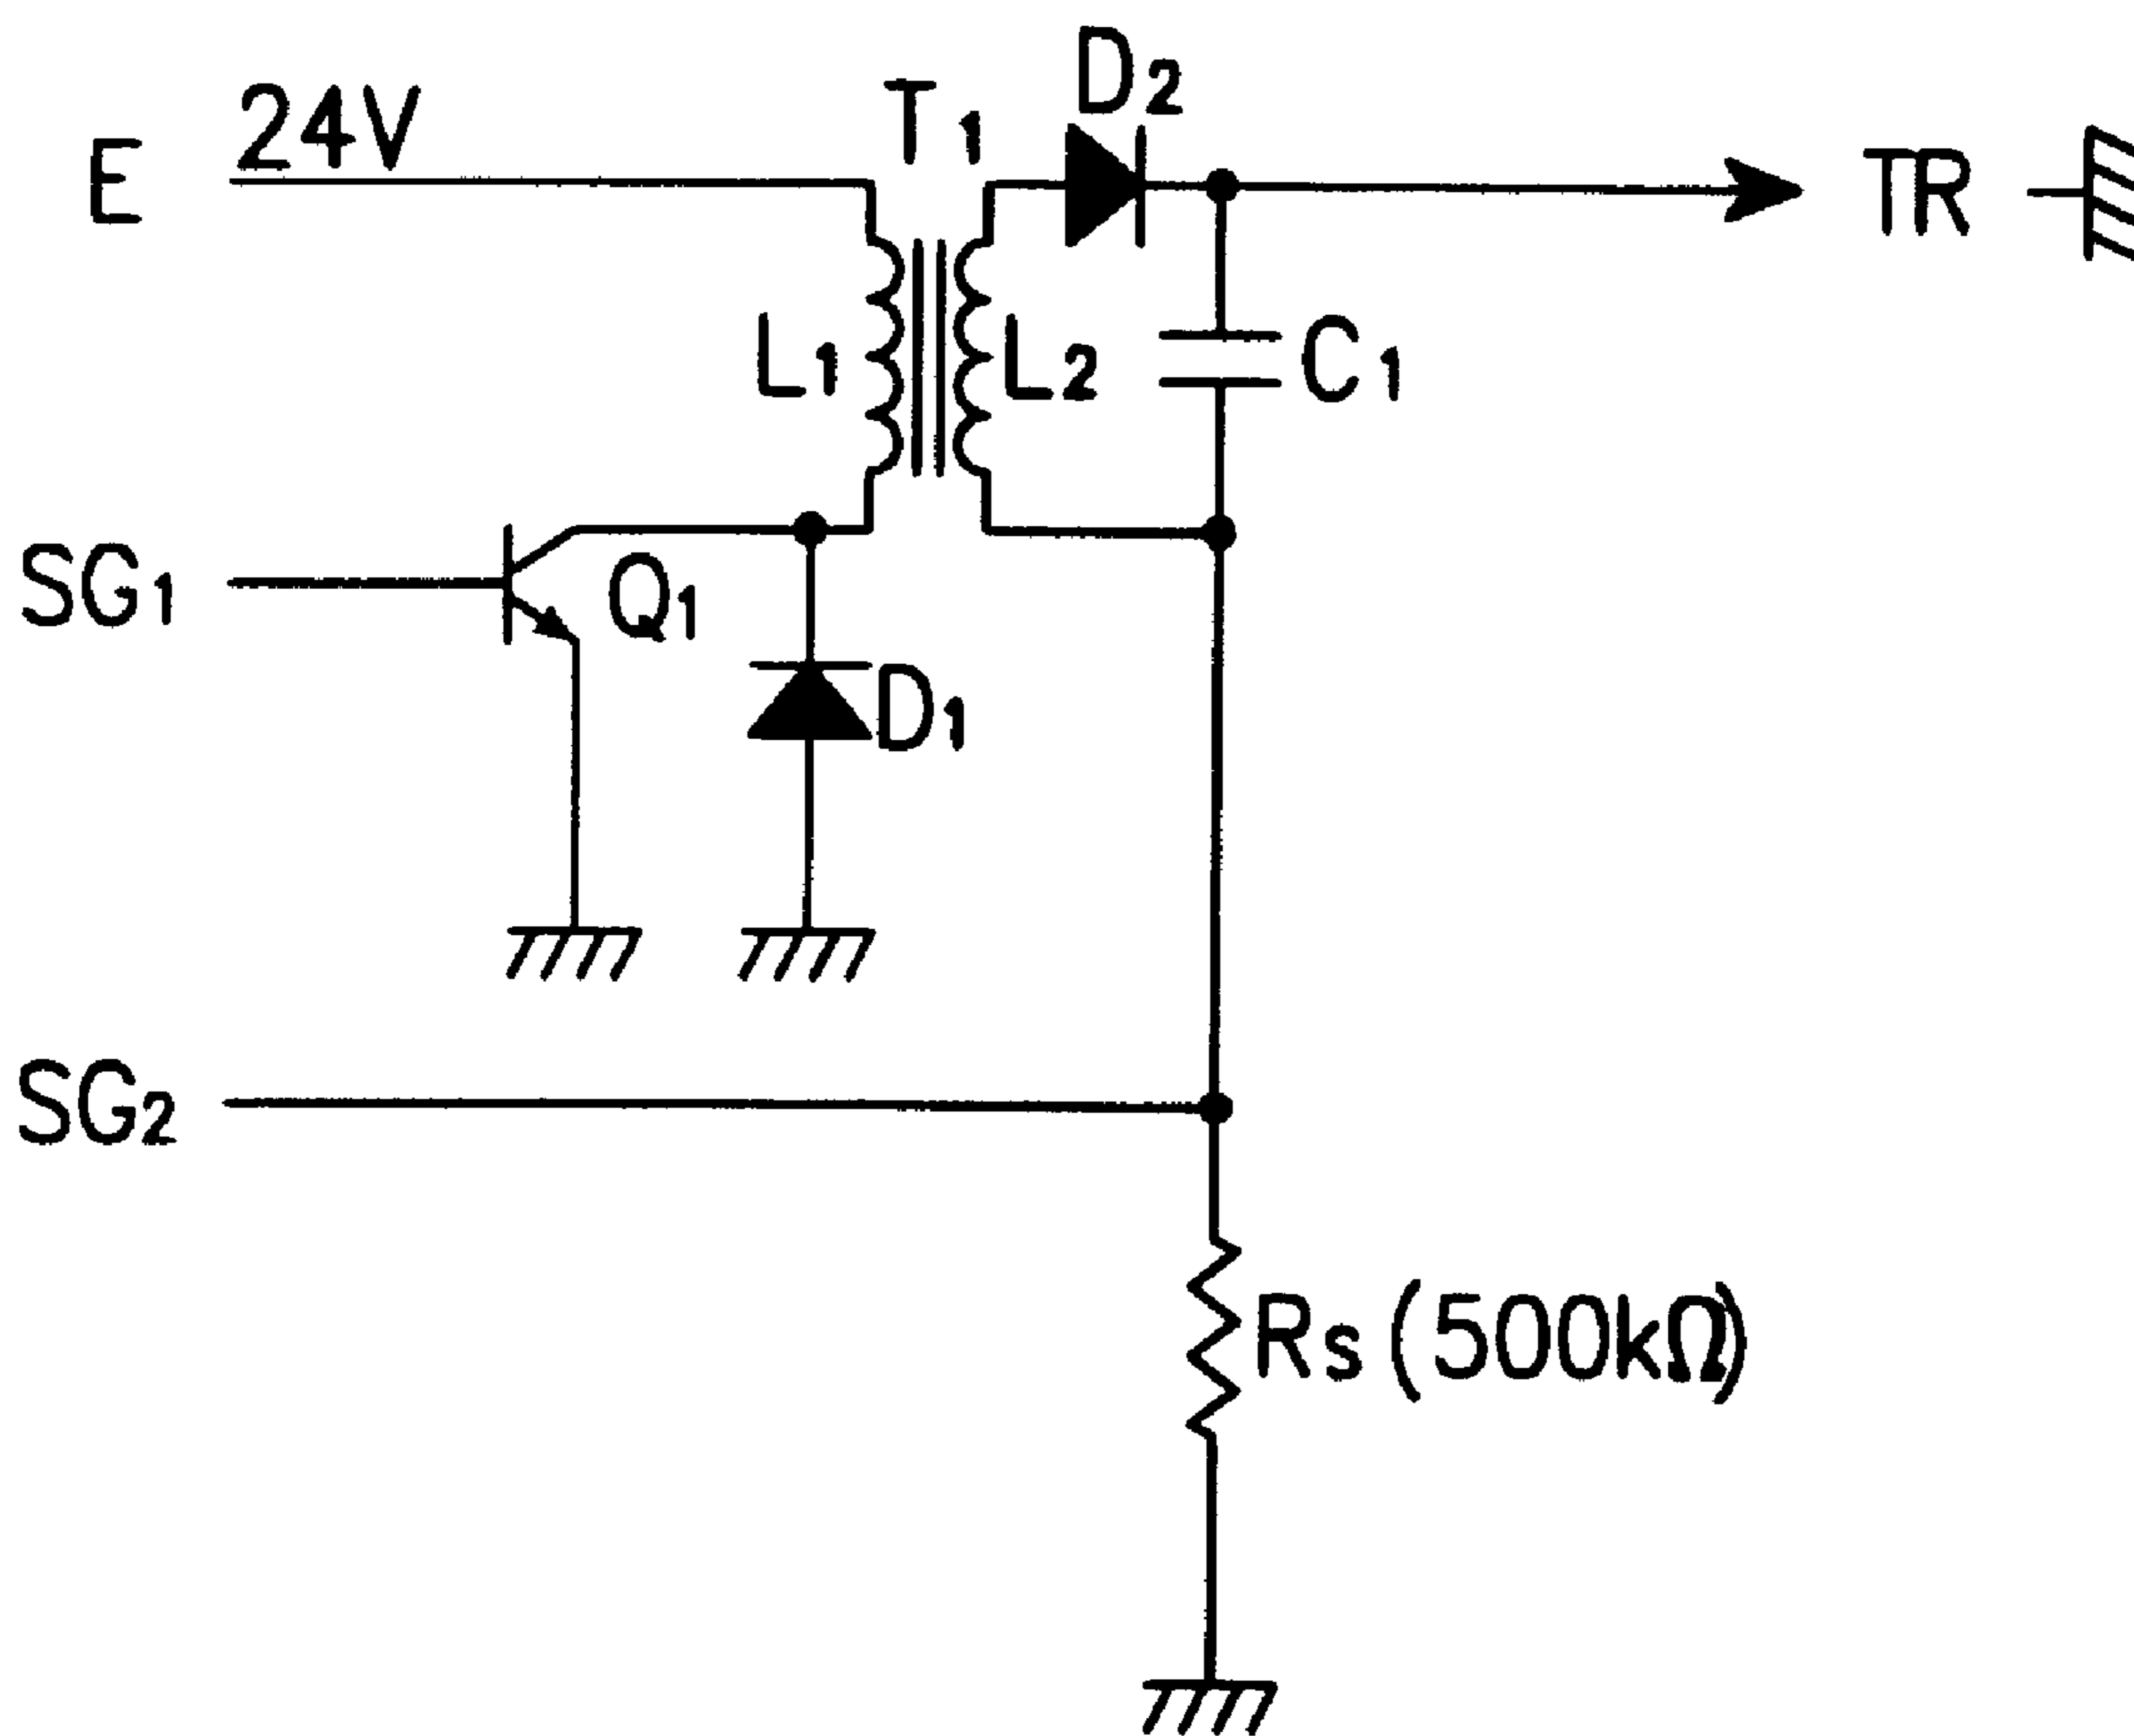 D2
24V
T1
E
TR
L1
L2
C1
SG1
Q1
D1
SG2
Rs(500kΩ)